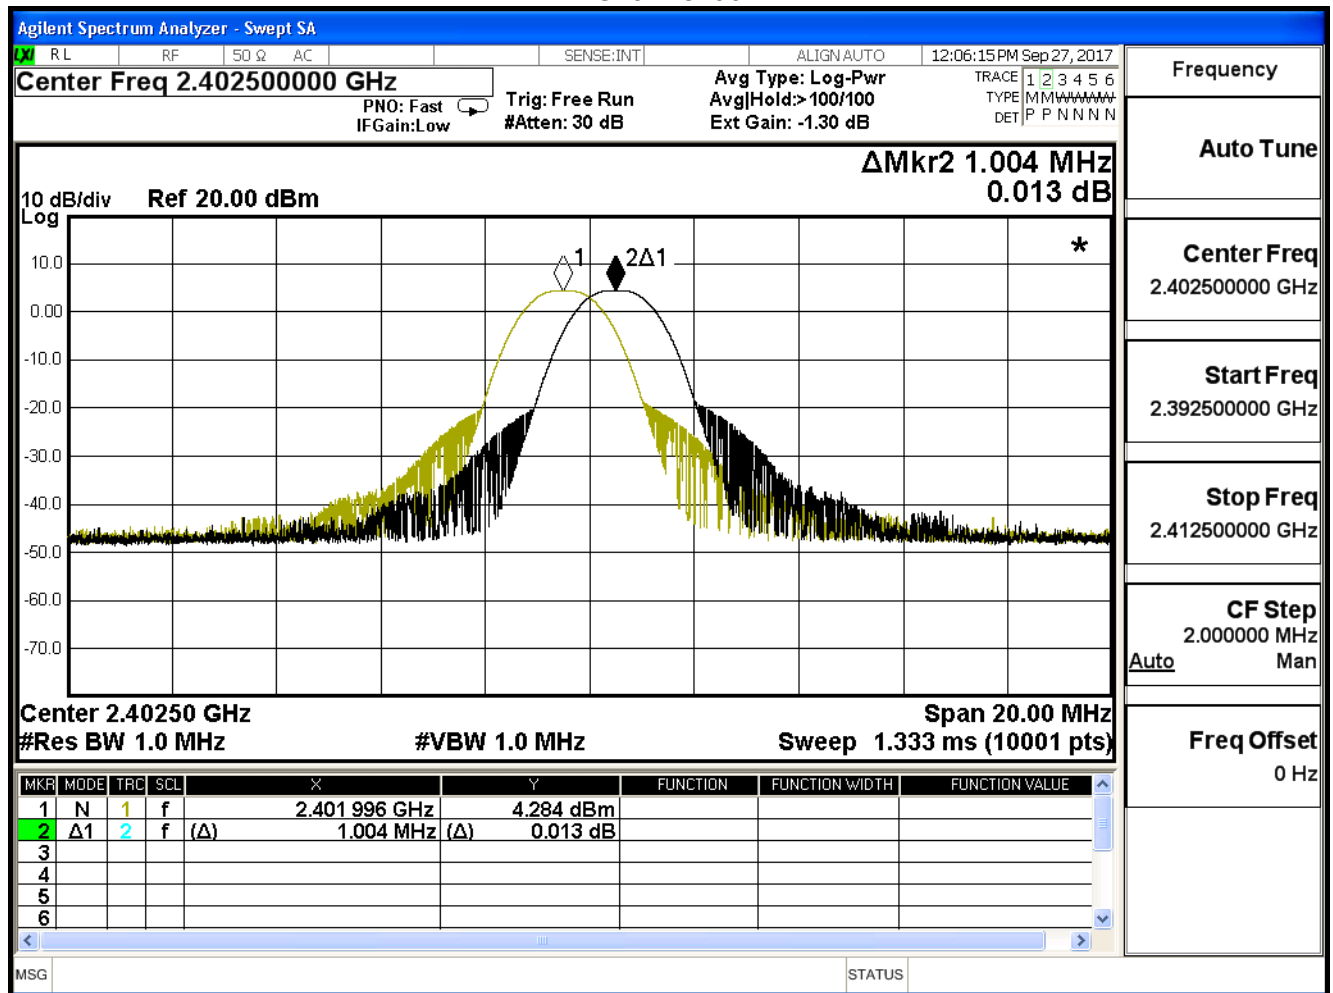 Agilent Spectrum Analyzer - Swept SA
LXI RL RF 50 Ω AC SENSE:INT ALIGN AUTO 12:06:15 PM Sep 27, 2017
Center Freq 2.402500000 GHz
PNO: Fast
IFGain:Low
Trig: Free Run
#Atten: 30 dB
Avg Type: Log-Pwr
Avg|Hold:>100/100
Ext Gain: -1.30 dB
TRACE 1 2 3 4 5 6
TYPE M M W W W W
DET P P N N N N
ΔMkr2 1.004 MHz
0.013 dB
10 dB/div Ref 20.00 dBm
Log
10.0
0.00
-10.0
-20.0
-30.0
-40.0
-50.0
-60.0
-70.0
1
2Δ1
*
Center 2.40250 GHz Span 20.00 MHz
#Res BW 1.0 MHz #VBW 1.0 MHz Sweep 1.333 ms (10001 pts)
MKR MODE TRC SCL X Y FUNCTION FUNCTION WIDTH FUNCTION VALUE
1 N 1 f 2.401 996 GHz 4.284 dBm
2 Δ1 2 f (Δ) 1.004 MHz (Δ) 0.013 dB
3
4
5
6
MSG STATUS
Frequency
Auto Tune
Center Freq
2.402500000 GHz
Start Freq
2.392500000 GHz
Stop Freq
2.412500000 GHz
CF Step
2.000000 MHz
Auto Man
Freq Offset
0 Hz